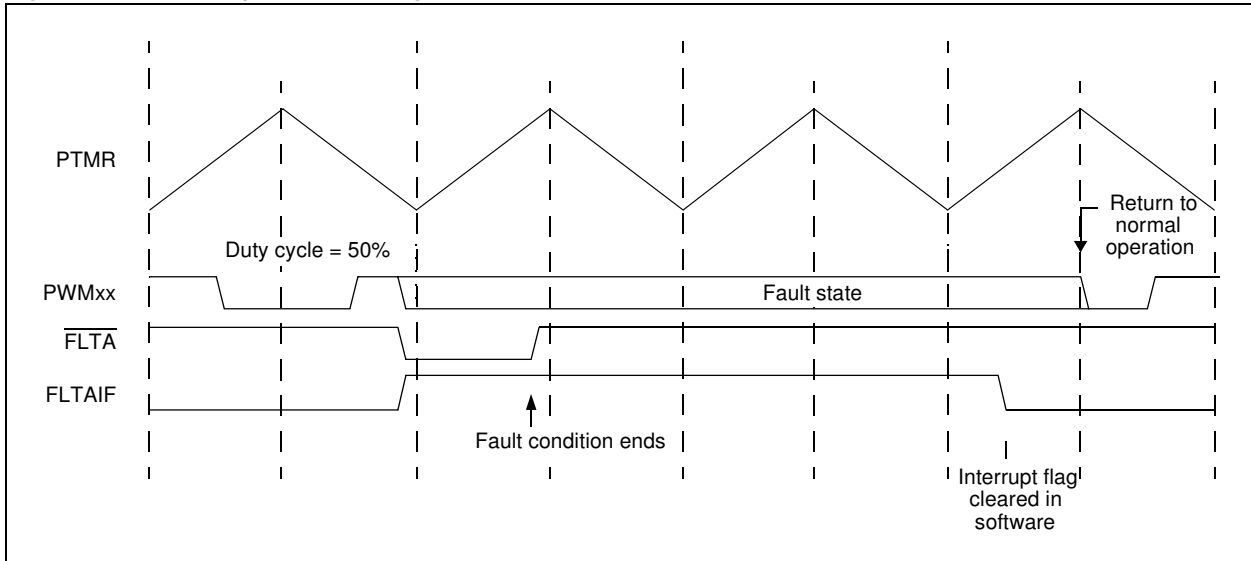 PTMR
Return to
normal
operation
Duty cycle = 50%
PWMxx
Fault state
FLTA
FLTAIF
Fault condition ends
Interrupt flag
cleared in
software